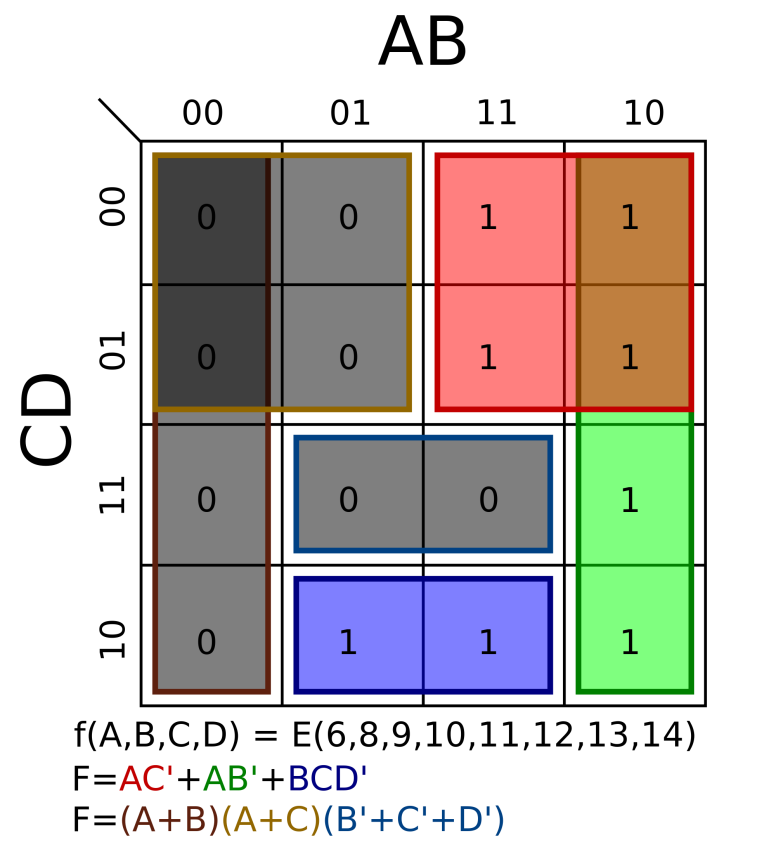 AB
00 01 11 10
CD
00 0 0 1 1
01 0 0 1 1
11 0 0 0 1
10 0 1 1 1
f(A,B,C,D) = E(6,8,9,10,11,12,13,14)
F=AC'+AB'+BCD'
F=(A+B)(A+C)(B'+C'+D')